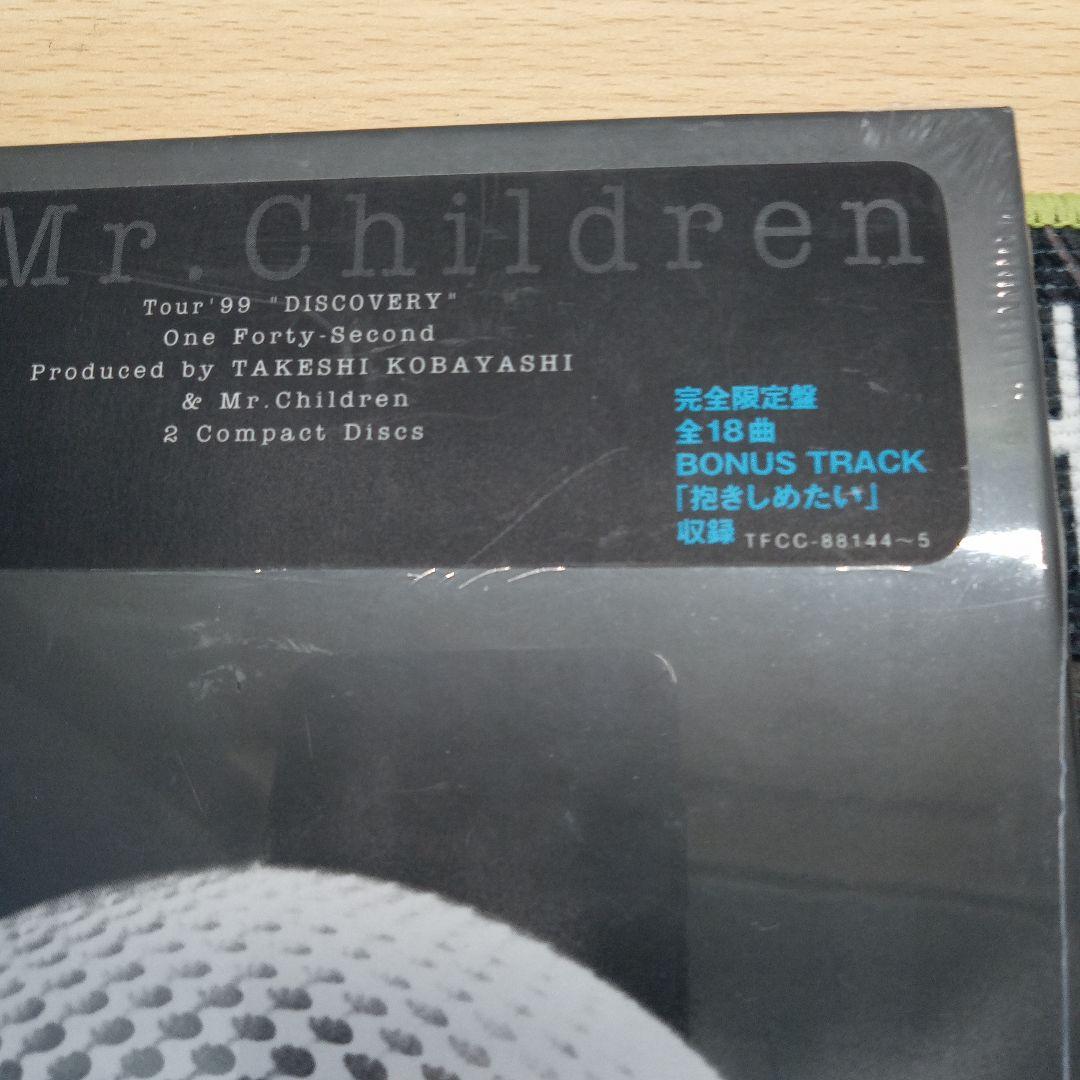 Mr.Children
Tour'99 "DISCOVERY"
One Forty-Second
Produced by TAKESHI KOBAYASHI
& Mr.Children
2 Compact Discs
完全限定盤
全18曲
BONUS TRACK
「抱きしめたい」
収録 TFCC-88144～5